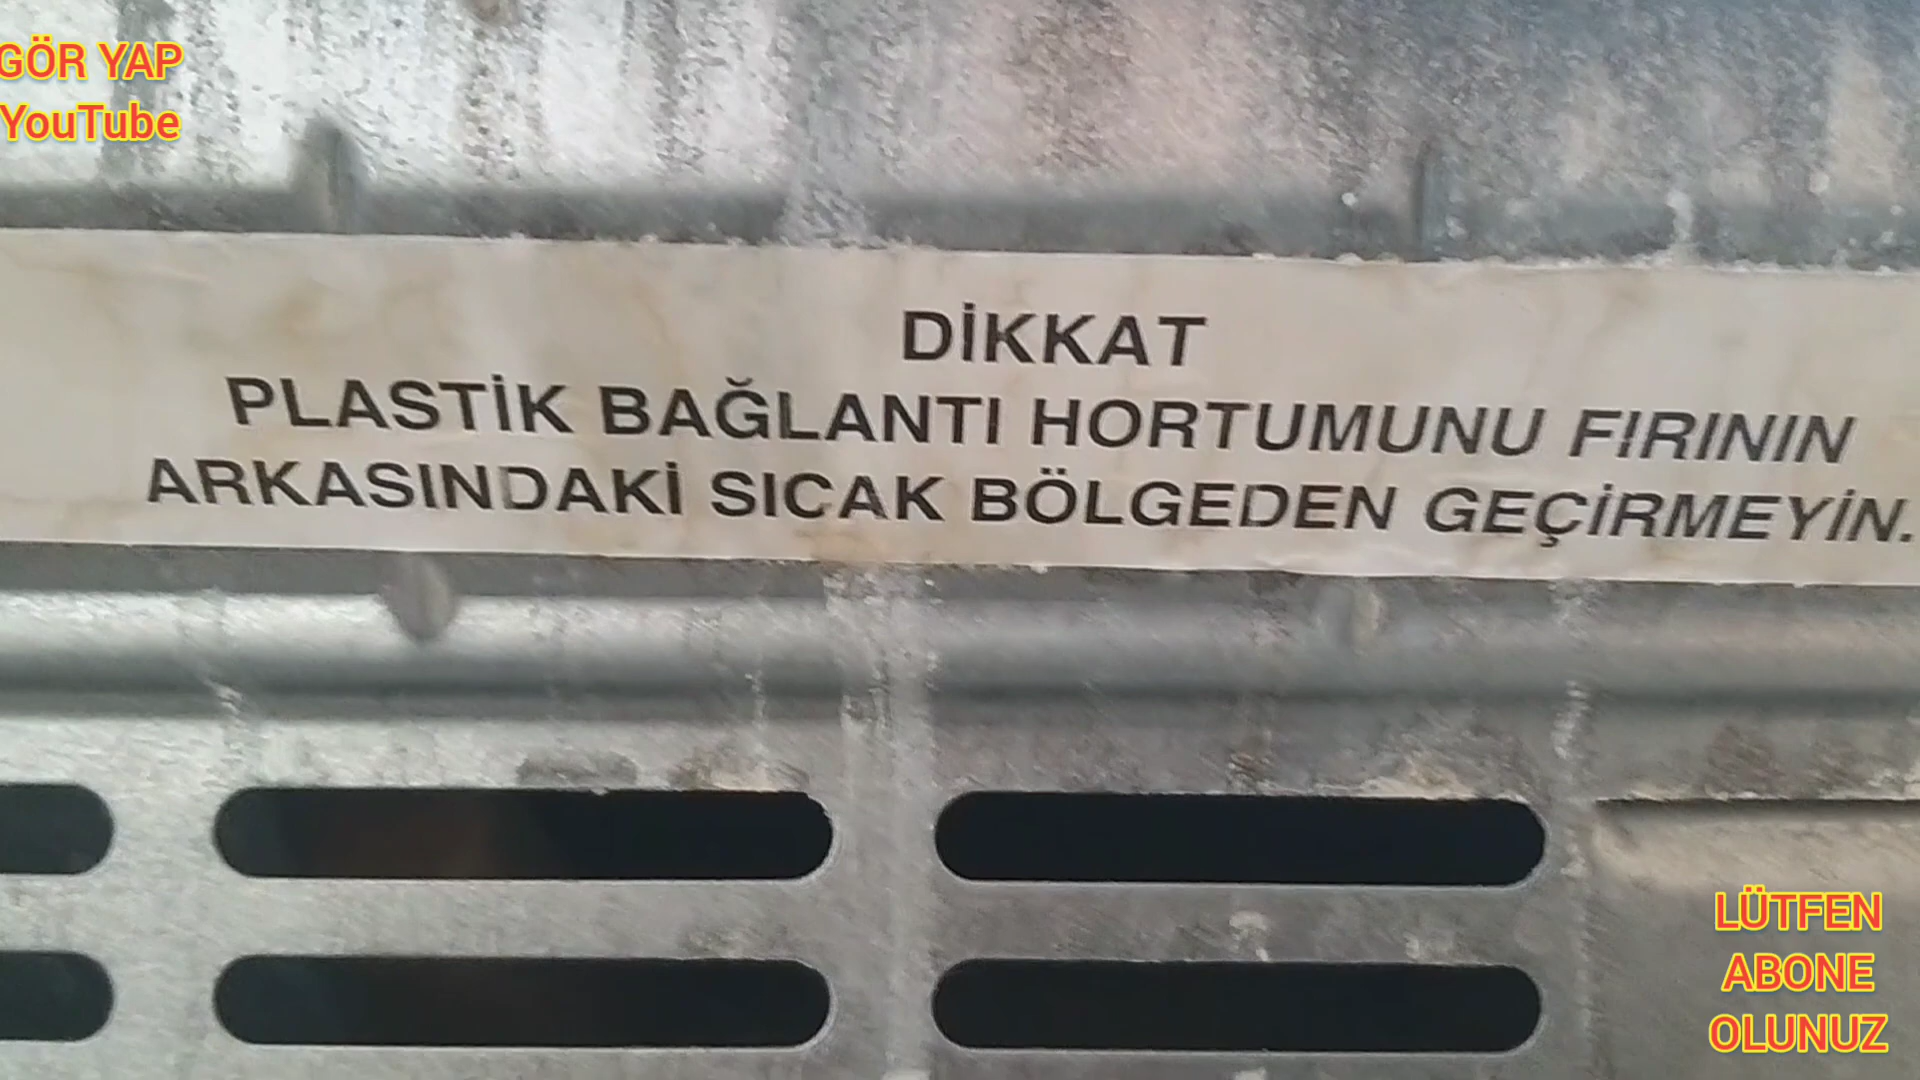 GÖR YAP
YouTube
DİKKAT
PLASTİK BAĞLANTI HORTUMUNU FIRININ
ARKASINDAKİ SICAK BÖLGEDEN GEÇİRMEYİN.
LÜTFEN
ABONE
OLUNUZ